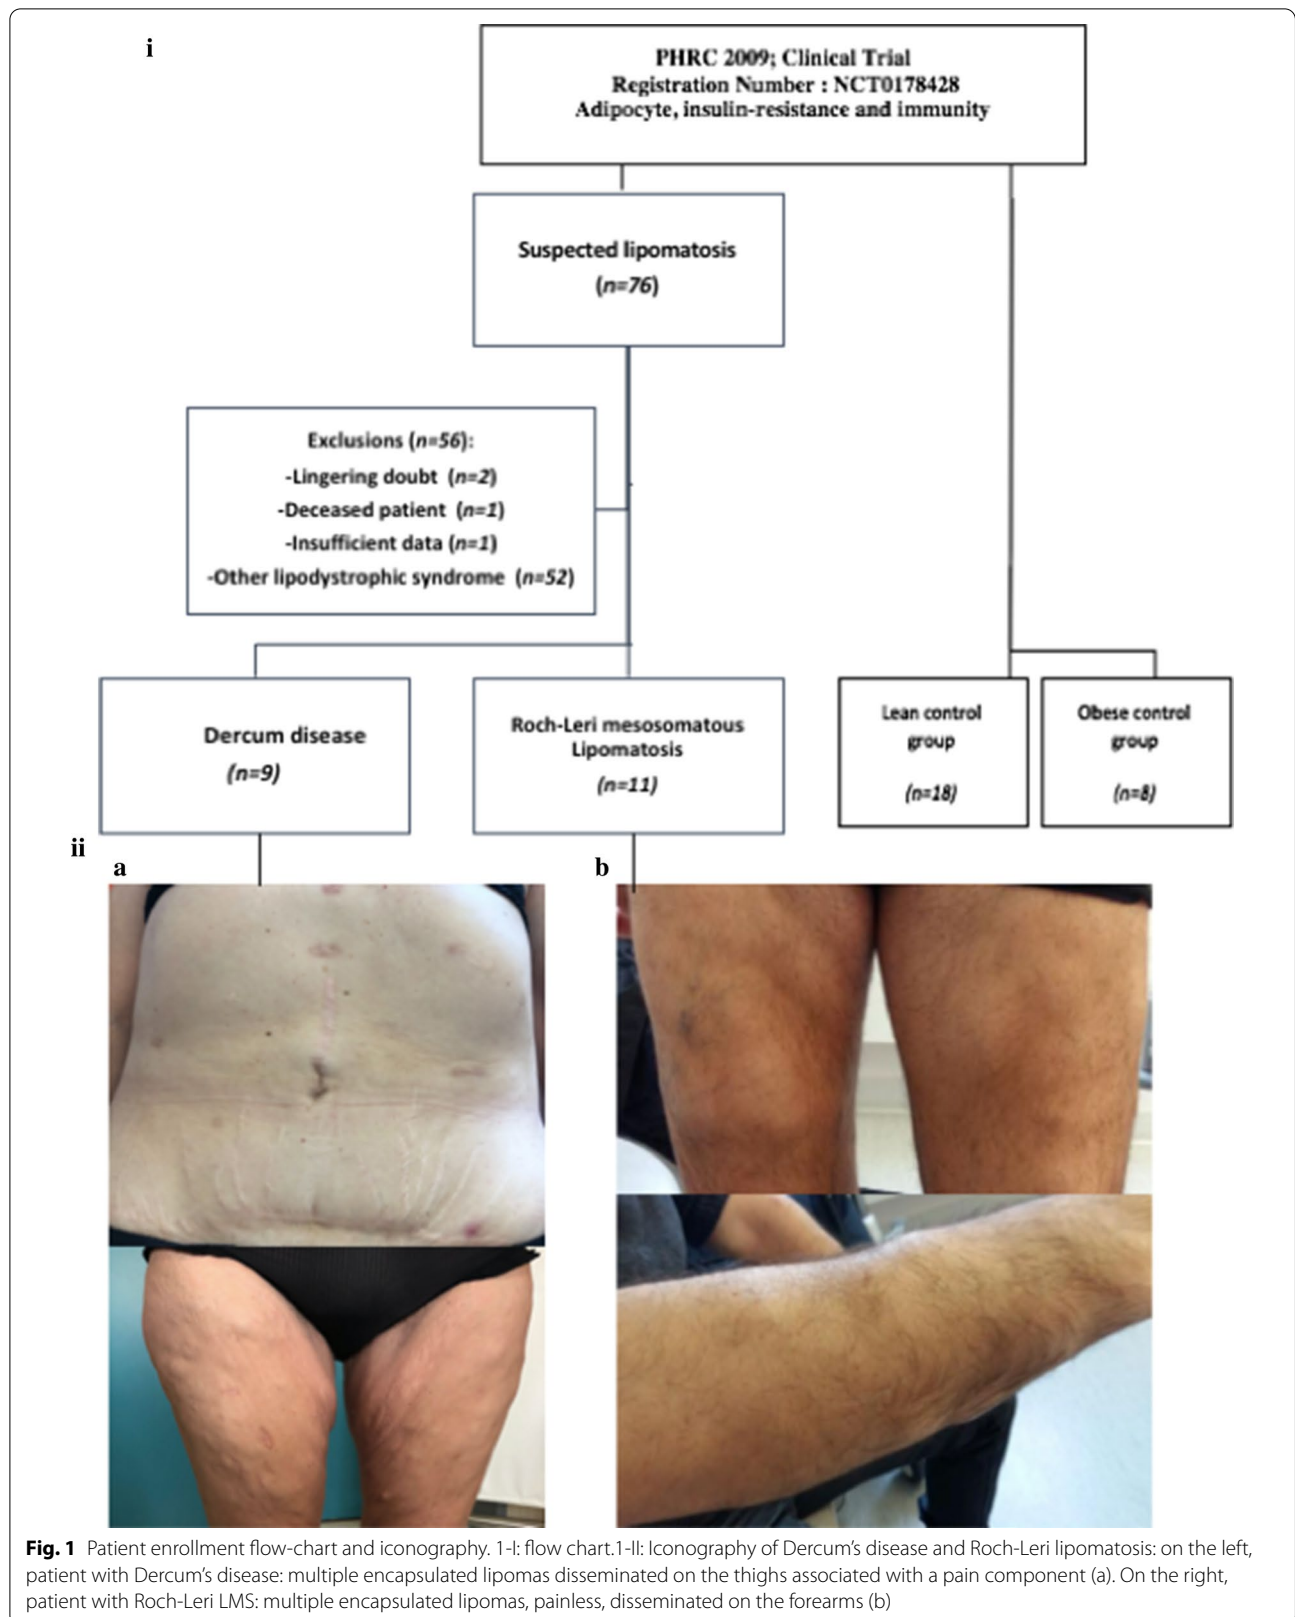 i
PHRC 2009; Clinical Trial
Registration Number : NCT0178428
Adipocyte, insulin-resistance and immunity
Suspected lipomatosis
(n=76)
Exclusions (n=56):
-Lingering doubt (n=2)
-Deceased patient (n=1)
-Insufficient data (n=1)
-Other lipodystrophic syndrome (n=52)
Dercum disease
(n=9)
Roch-Leri mesosomatous
Lipomatosis
(n=11)
Lean control
group
(n=18)
Obese control
group
(n=8)
ii
a
b
Fig. 1 Patient enrollment flow-chart and iconography. 1-I: flow chart.1-II: Iconography of Dercum's disease and Roch-Leri lipomatosis: on the left,
patient with Dercum's disease: multiple encapsulated lipomas disseminated on the thighs associated with a pain component (a). On the right,
patient with Roch-Leri LMS: multiple encapsulated lipomas, painless, disseminated on the forearms (b)